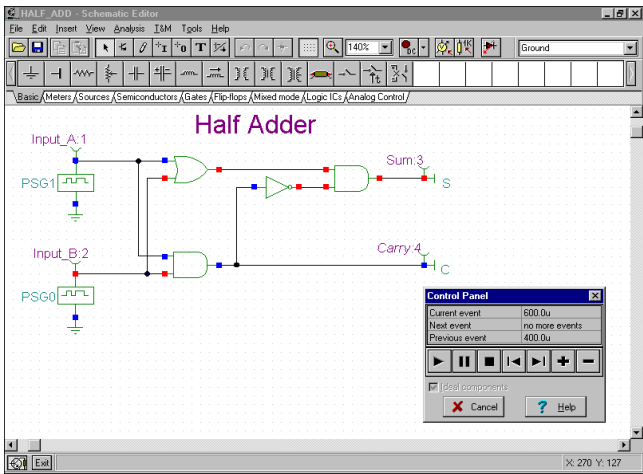 HALF_ADD - Schematic Editor
File Edit Insert View Analysis T&M Tools Help
T 140% DC 1K Ground
Basic Meters Sources Semiconductors Gates Flip-flops Mixed mode Logic ICs Analog Control
Half Adder
Input_A:1
PSG1
Sum:3
S
Input_B:2
PSG0
Carry:4
C
Control Panel
Current event 600.0u
Next event no more events
Previous event 400.0u
Ideal components
Cancel Help
Exit X: 270 Y: 127